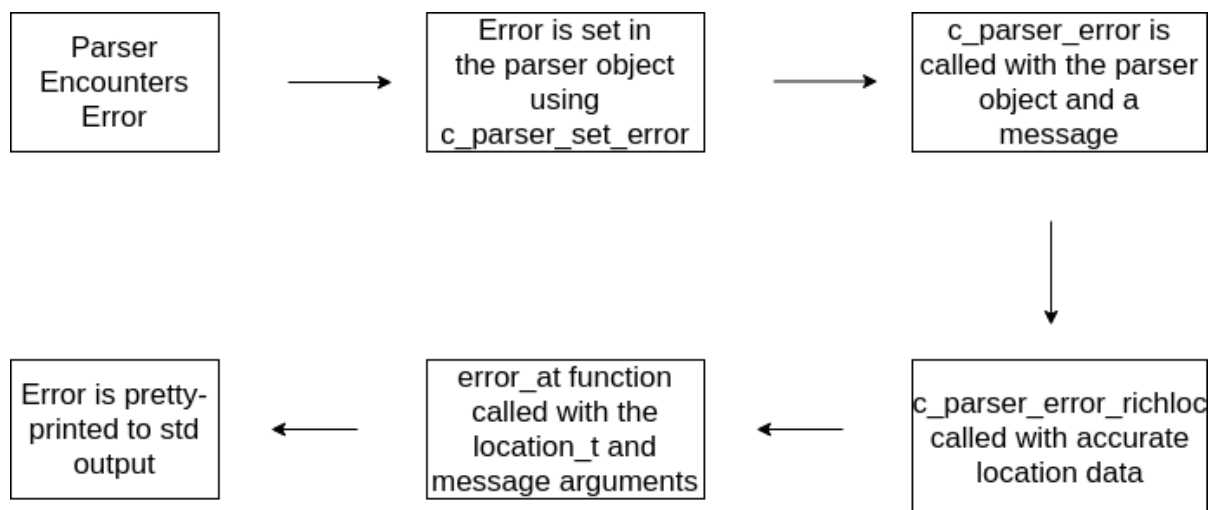 Parser
Encounters
Error
Error is set in
the parser object
using
c_parser_set_error
c_parser_error is
called with the parser
object and a
message
c_parser_error_richloc
called with accurate
location data
error_at function
called with the
location_t and
message arguments
Error is pretty-
printed to std
output